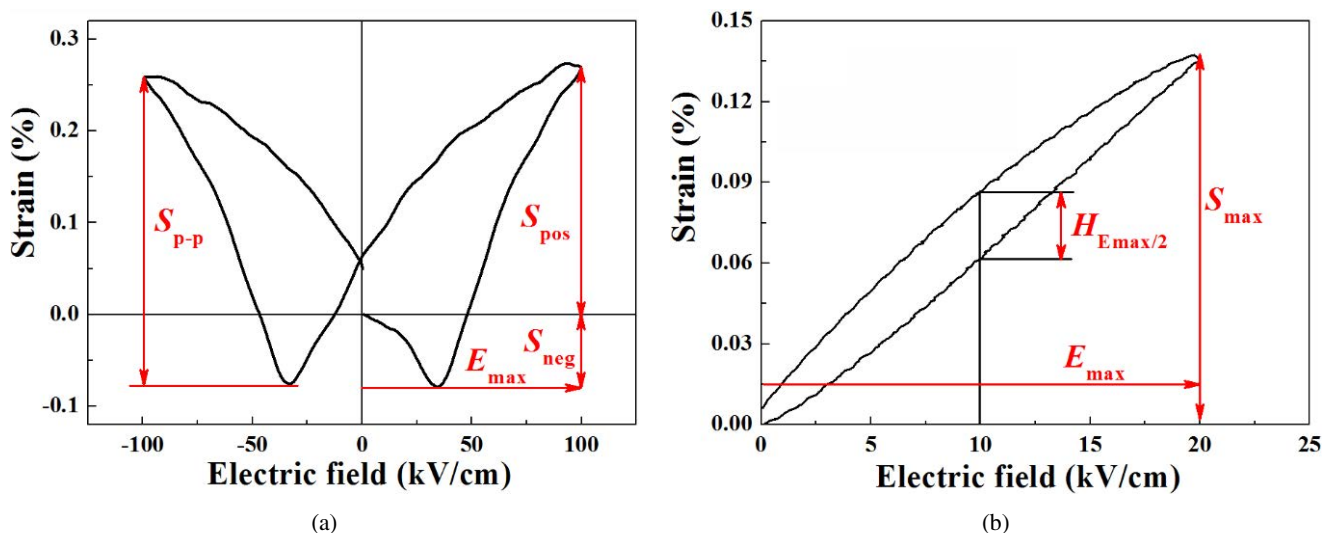 0.3
0.2
0.1
0.0
-0.1
Strain (%)
S p-p
S pos
S neg
E max
-100 -50 0 50 100
Electric field (kV/cm)
(a)
0.15
0.12
0.09
0.06
0.03
0.00
Strain (%)
H Emax/2
S max
E max
0 5 10 15 20 25
Electric field (kV/cm)
(b)